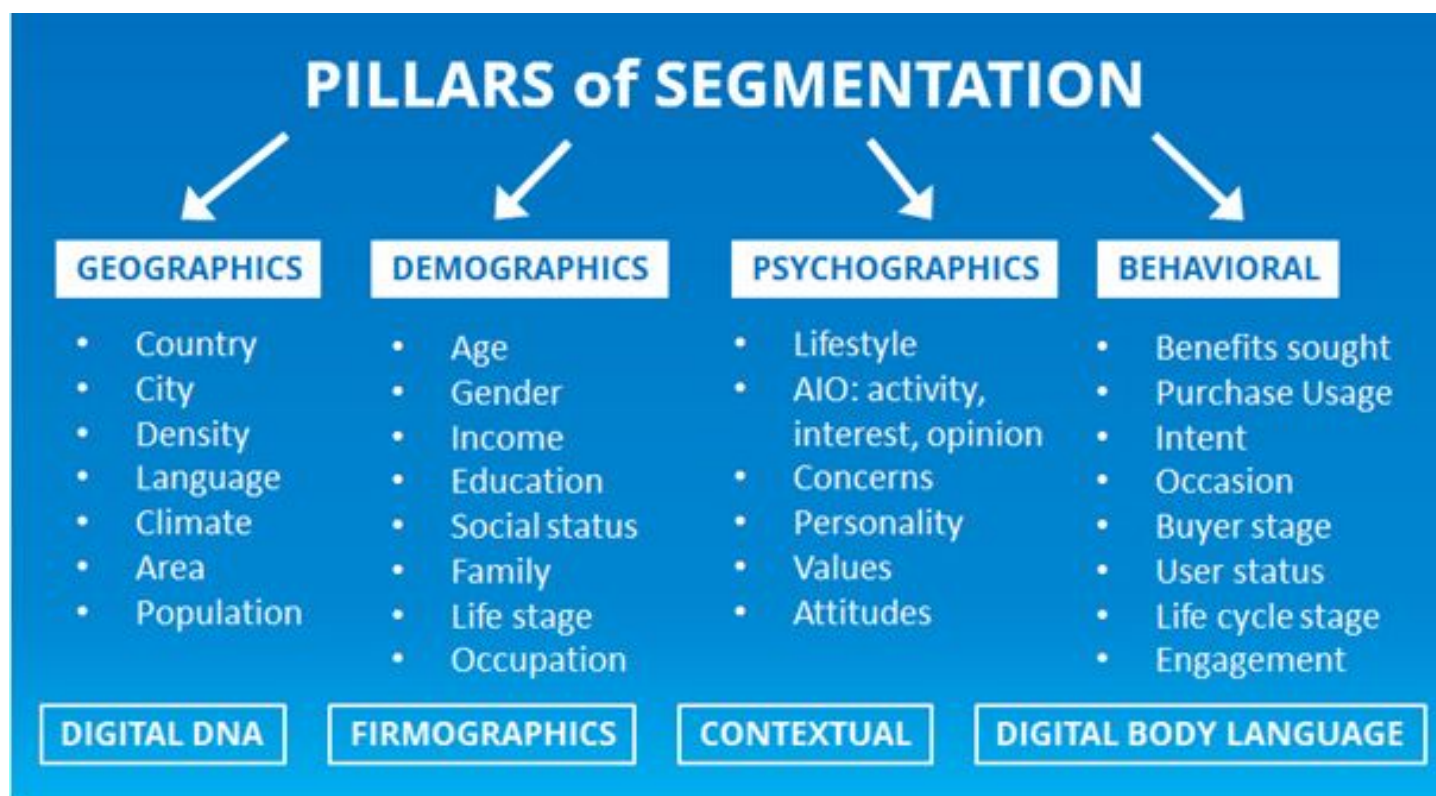 PILLARS of SEGMENTATION
GEOGRAPHICS
• Country
• City
• Density
• Language
• Climate
• Area
• Population
DEMOGRAPHICS
• Age
• Gender
• Income
• Education
• Social status
• Family
• Life stage
• Occupation
PSYCHOGRAPHICS
• Lifestyle
• AIO: activity,
interest, opinion
• Concerns
• Personality
• Values
• Attitudes
BEHAVIORAL
• Benefits sought
• Purchase Usage
• Intent
• Occasion
• Buyer stage
• User status
• Life cycle stage
• Engagement
DIGITAL DNA
FIRMOGRAPHICS
CONTEXTUAL
DIGITAL BODY LANGUAGE